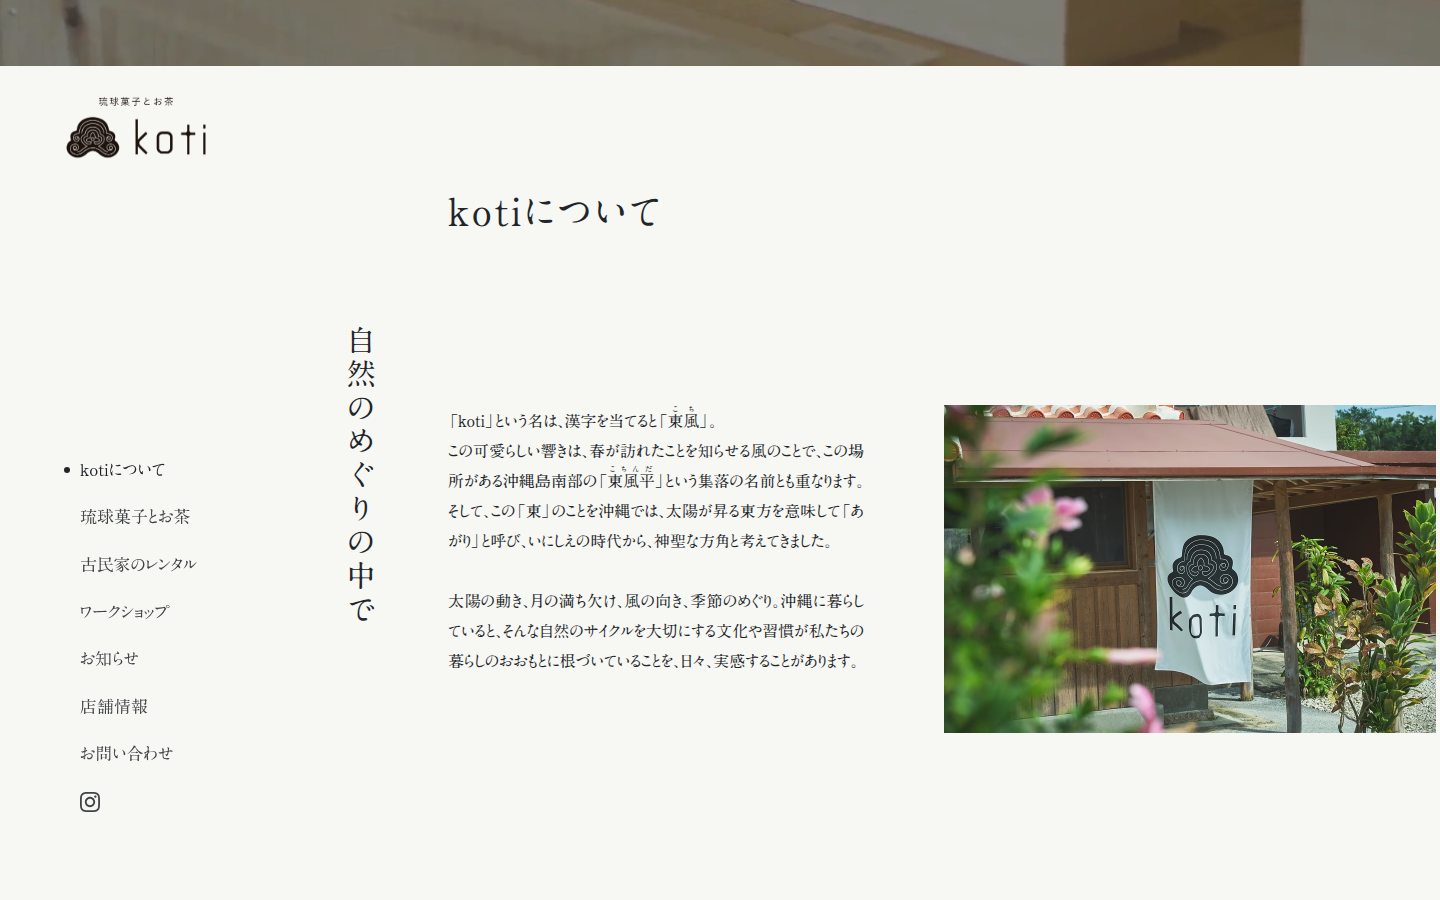 琉球菓子とお茶
koti
kotiについて
自然のめぐりの中で
「koti」という名は、漢字を当てると「東風」。
こち
この可愛らしい響きは、春が訪れたことを知らせる風のことで、この場
所がある沖縄島南部の「東風平」という集落の名前とも重なります。
こちんだ
そして、この「東」のことを沖縄では、太陽が昇る東方を意味して「あ
がり」と呼び、いにしえの時代から、神聖な方角と考えてきました。
太陽の動き、月の満ち欠け、風の向き、季節のめぐり。沖縄に暮らし
ていると、そんな自然のサイクルを大切にする文化や習慣が私たちの
暮らしのおおもとに根づいていることを、日々、実感することがあります。
koti
kotiについて
琉球菓子とお茶
古民家のレンタル
ワークショップ
お知らせ
店舗情報
お問い合わせ